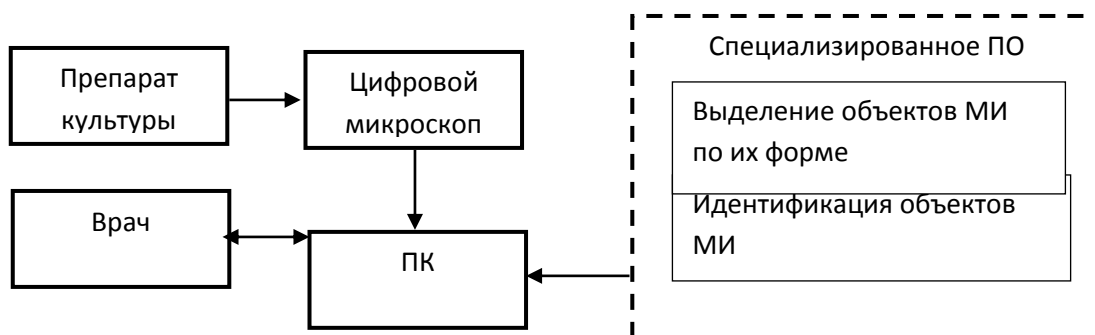 Специализированное ПО
Препарат
культуры
Цифровой
микроскоп
Выделение объектов МИ
по их форме
Врач
ПК
Идентификация объектов
МИ